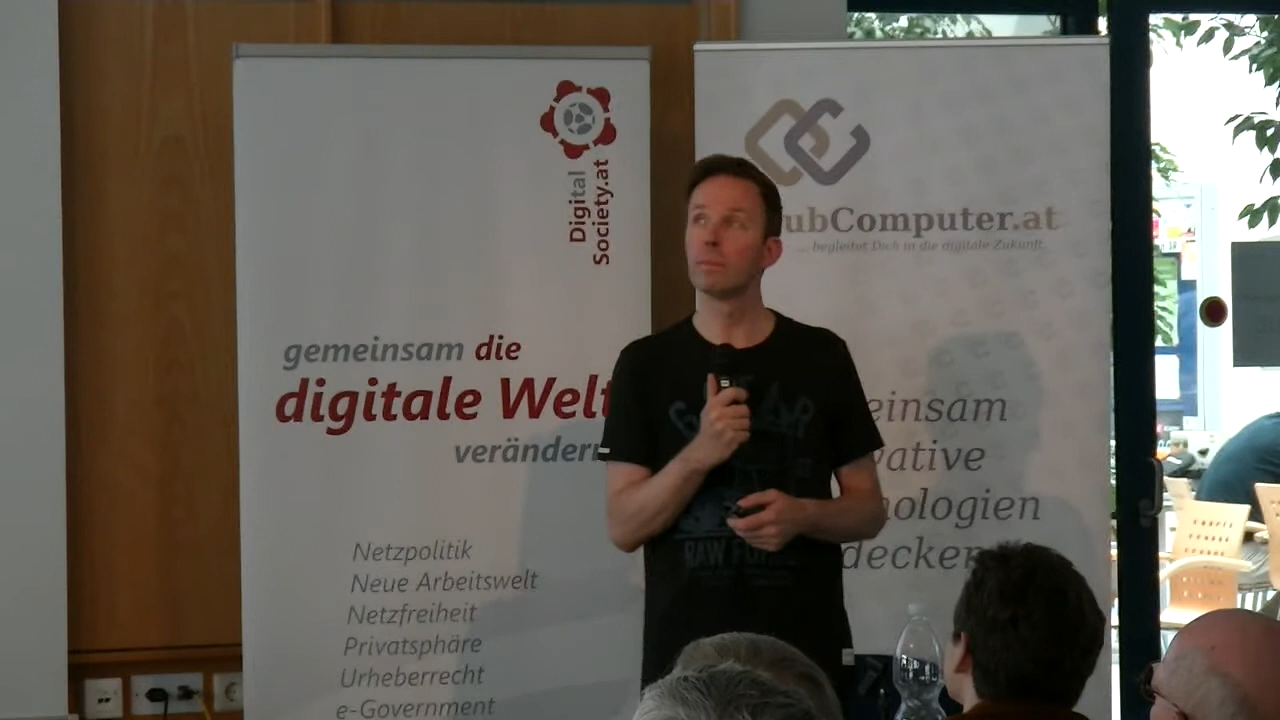 Digital
Society.at
gemeinsam die
digitale Welt
verändern
Netzpolitik
Neue Arbeitswelt
Netzfreiheit
Privatsphäre
Urheberrecht
e-Government
ubComputer.at
... begleitet Dich in die digitale Zukunft.
einsam
vative
nologien
decken
RAW